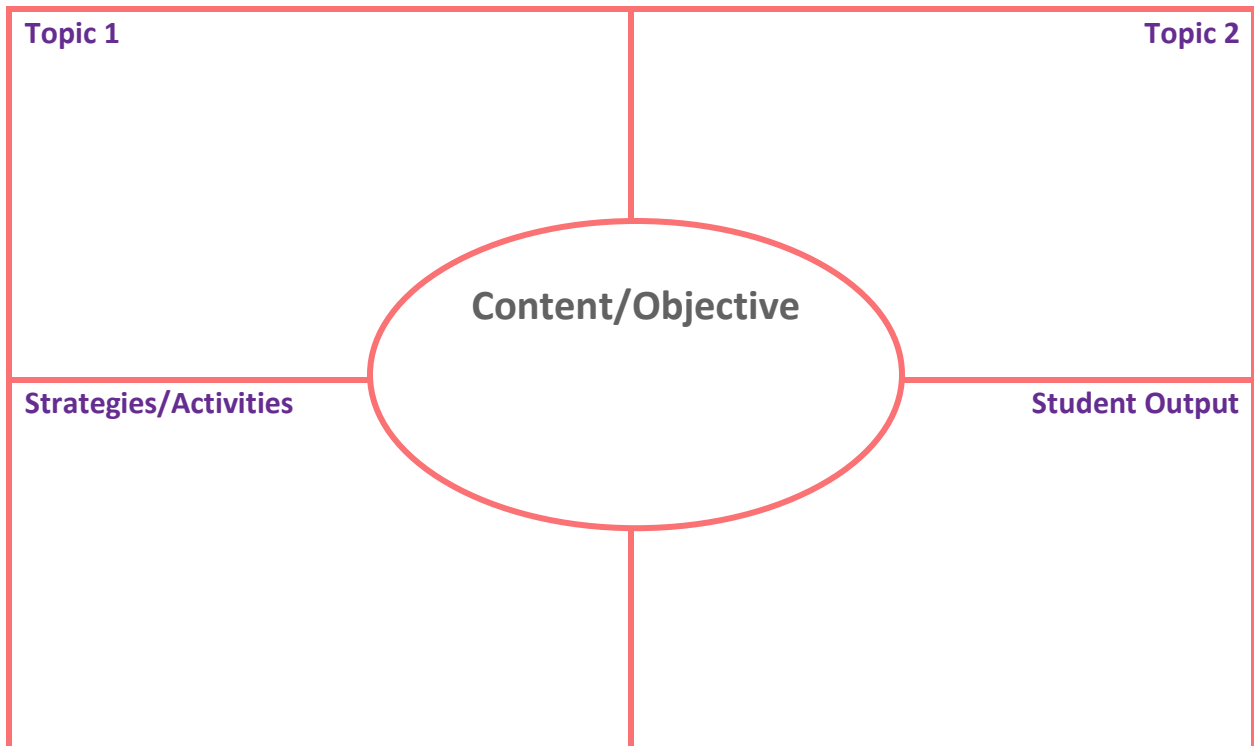 Topic 1
Topic 2
Content/Objective
Strategies/Activities
Student Output